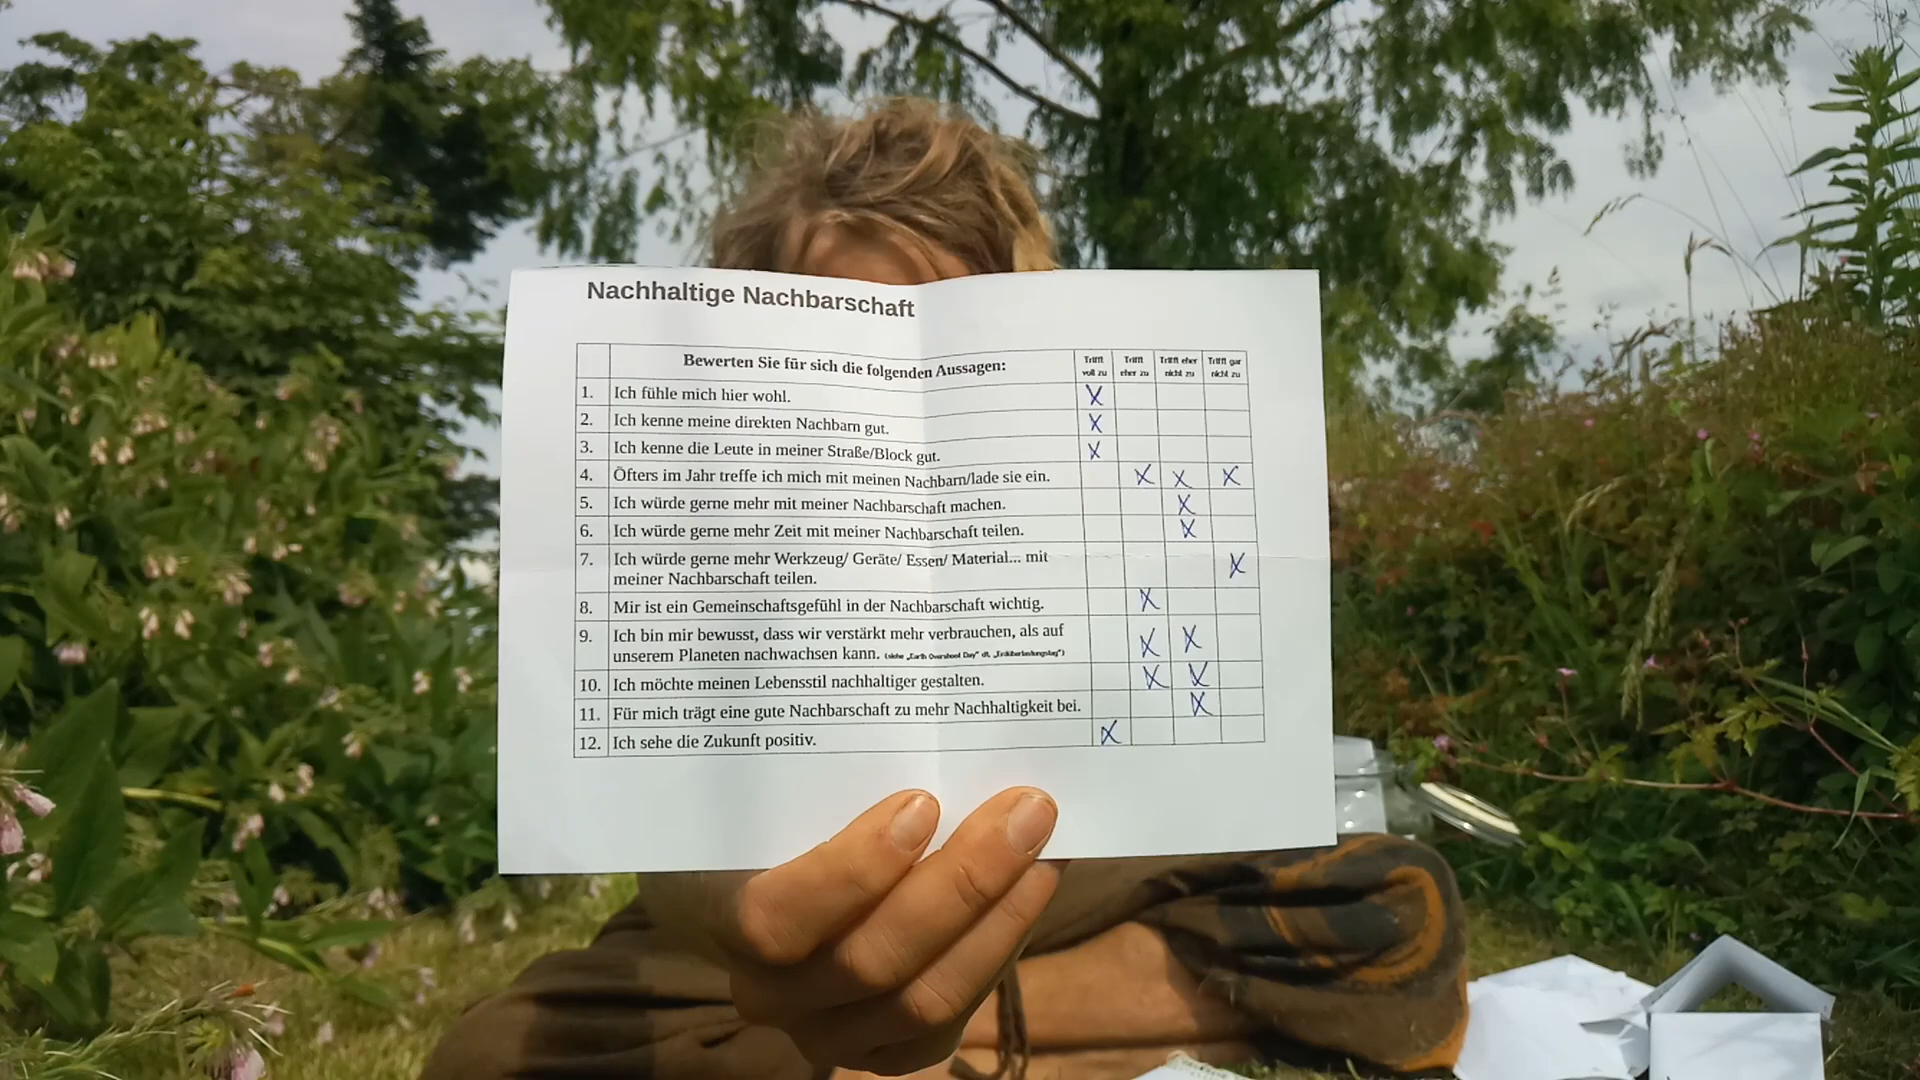 Nachhaltige Nachbarschaft
Bewerten Sie für sich die folgenden Aussagen:
Trifft voll zu
Trifft eher zu
Trifft eher nicht zu
Trifft gar nicht zu
1. Ich fühle mich hier wohl. X
2. Ich kenne meine direkten Nachbarn gut. X
3. Ich kenne die Leute in meiner Straße/Block gut. X
4. Öfters im Jahr treffe ich mich mit meinen Nachbarn/lade sie ein. X X X
5. Ich würde gerne mehr mit meiner Nachbarschaft machen. X
6. Ich würde gerne mehr Zeit mit meiner Nachbarschaft teilen. X
7. Ich würde gerne mehr Werkzeug/ Geräte/ Essen/ Material... mit
meiner Nachbarschaft teilen. X
8. Mir ist ein Gemeinschaftsgefühl in der Nachbarschaft wichtig. X
9. Ich bin mir bewusst, dass wir verstärkt mehr verbrauchen, als auf
unserem Planeten nachwachsen kann. (siehe „Earth Overshoot Day" dt. „Erdüberlastungstag") X X
10. Ich möchte meinen Lebensstil nachhaltiger gestalten. X X
11. Für mich trägt eine gute Nachbarschaft zu mehr Nachhaltigkeit bei. X
12. Ich sehe die Zukunft positiv. X